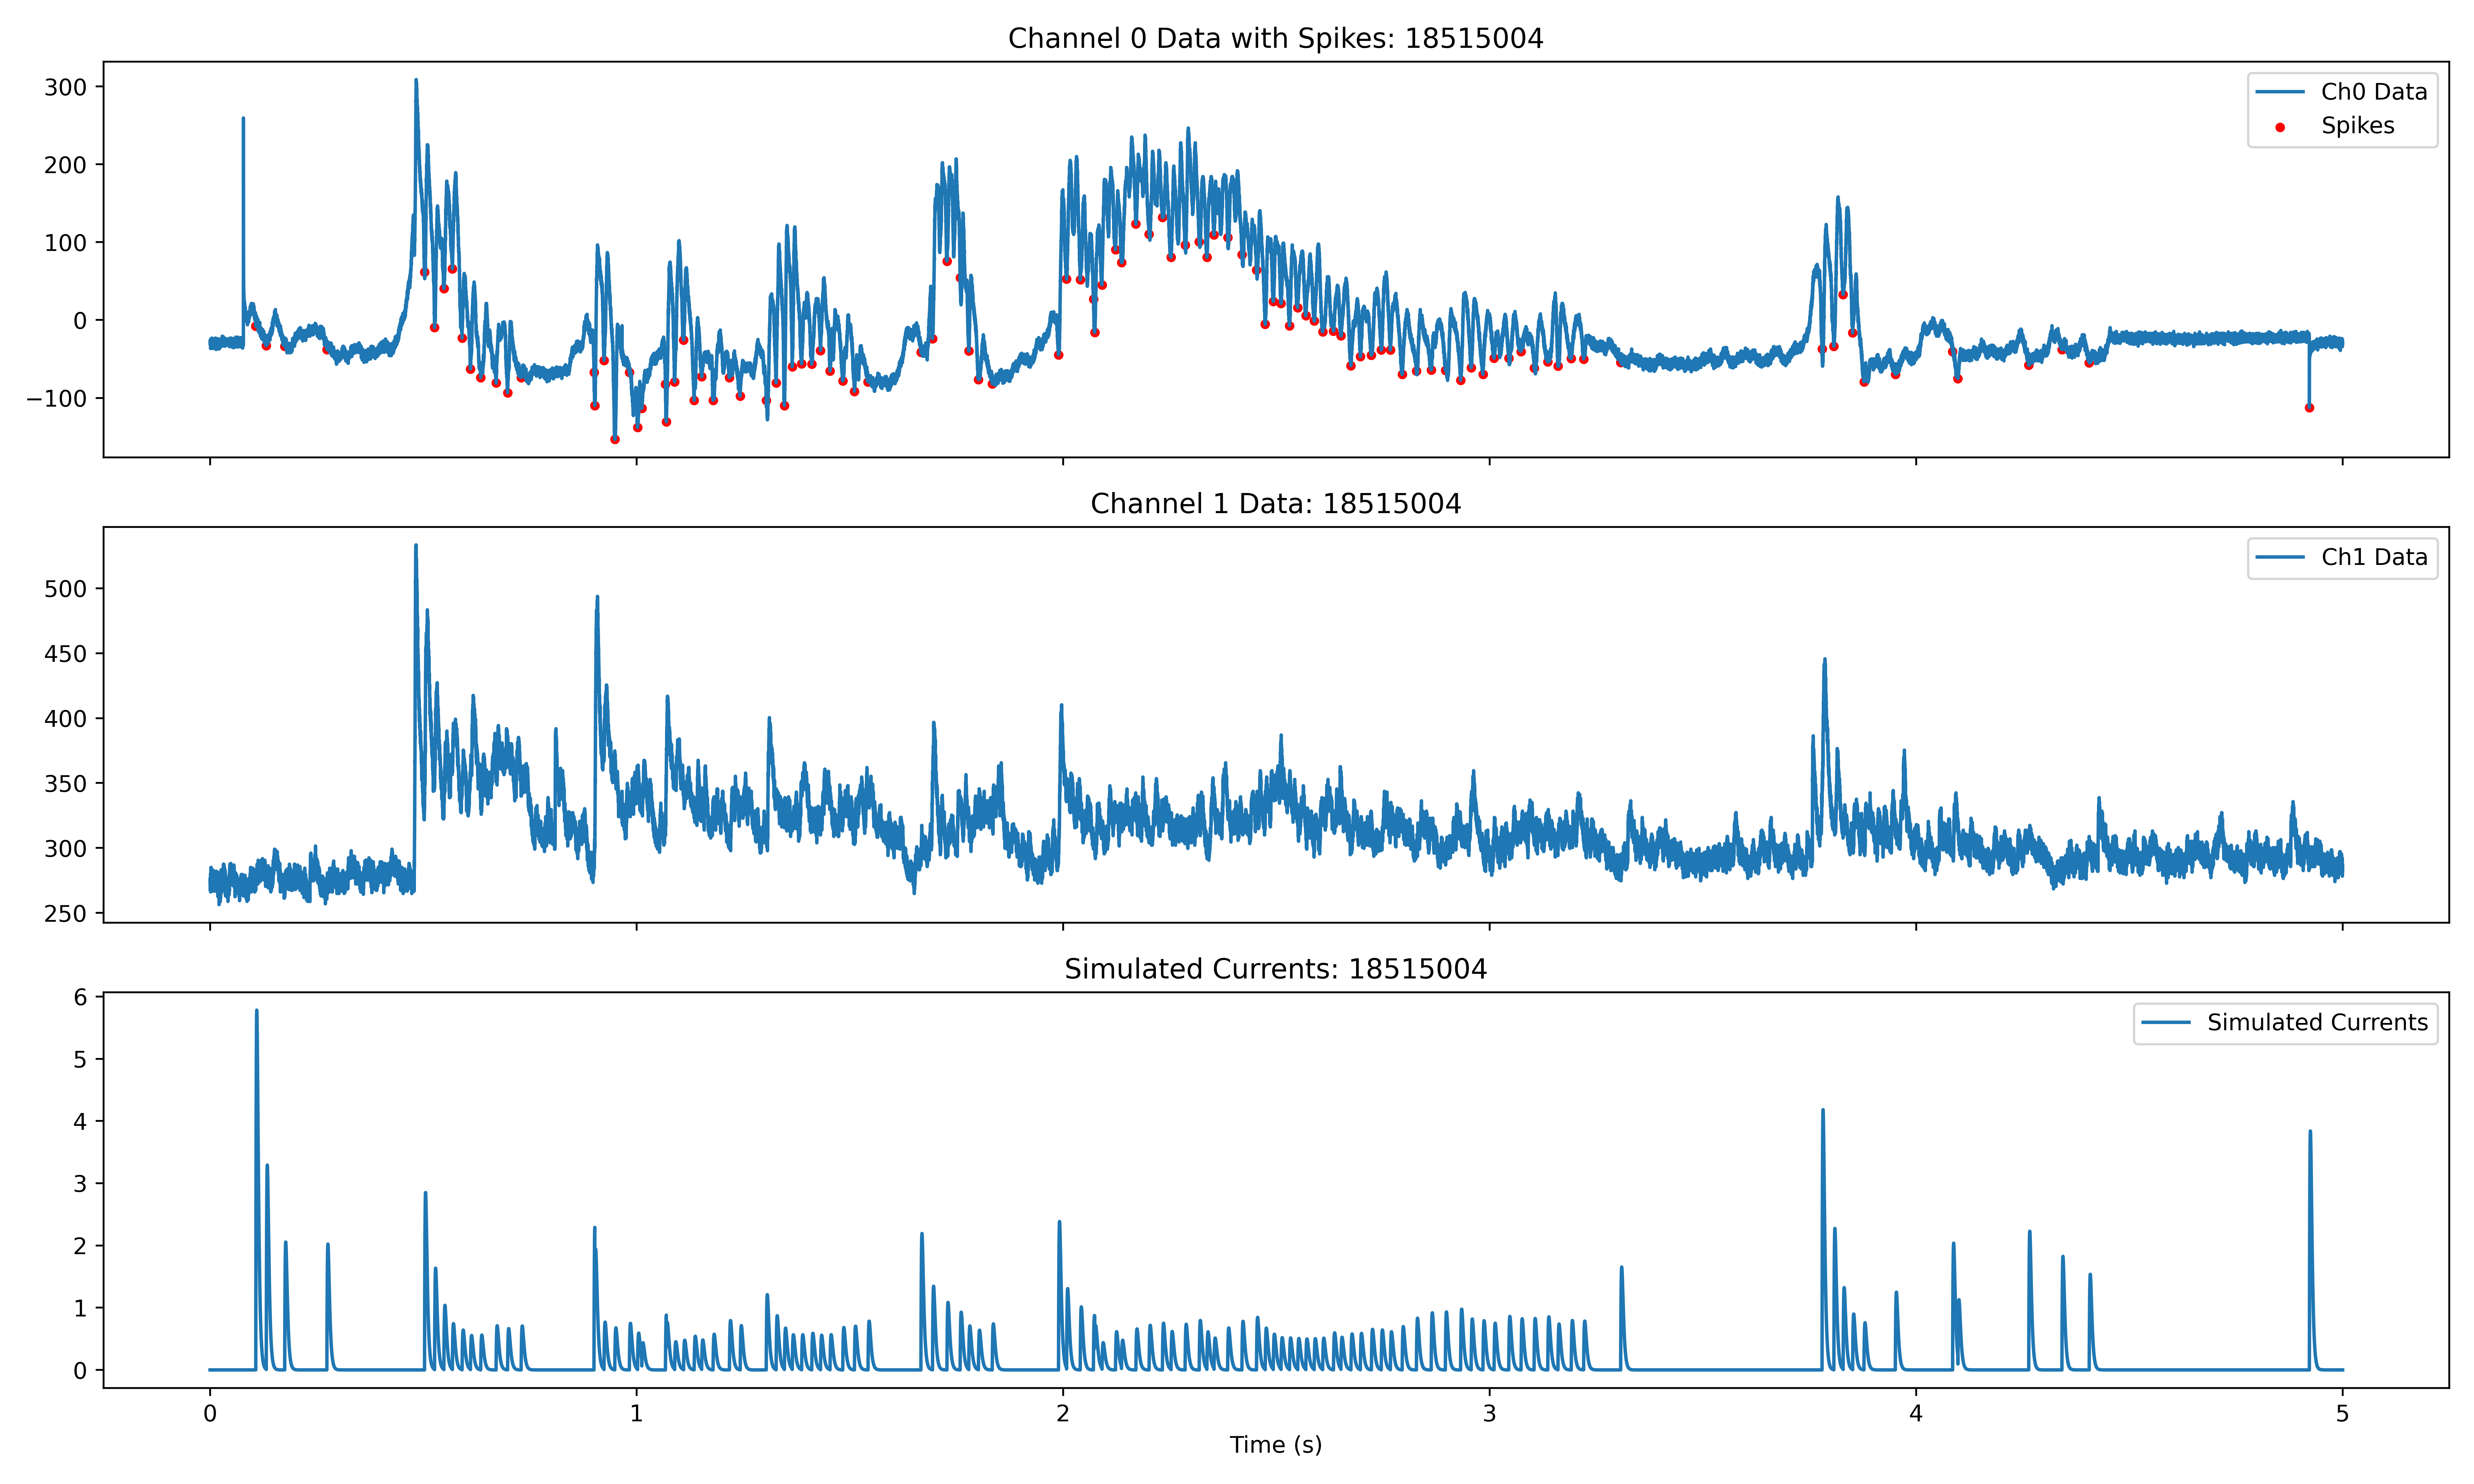 Channel 0 Data with Spikes: 18515004
300
200
100
0
−100
Ch0 Data
Spikes
Channel 1 Data: 18515004
500
450
400
350
300
250
Ch1 Data
Simulated Currents: 18515004
6
5
4
3
2
1
0
Simulated Currents
0 1 2 3 4 5
Time (s)